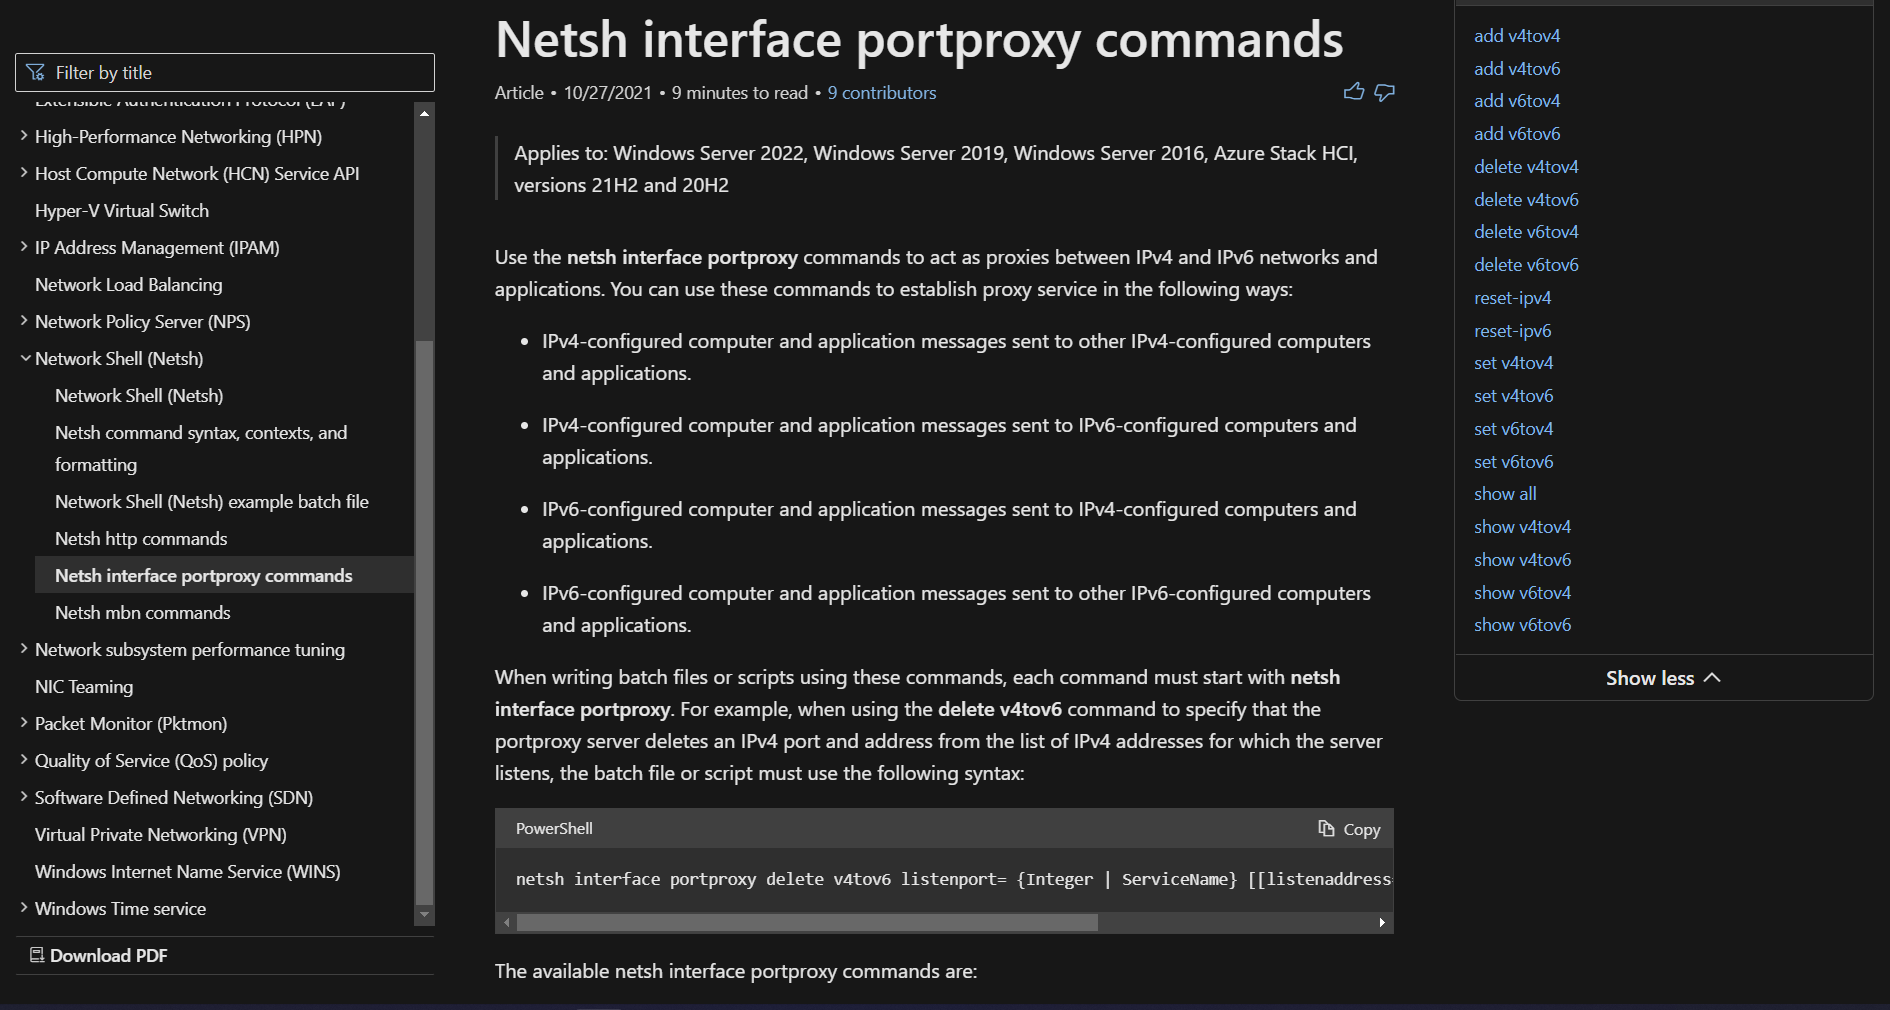 Filter by title
Extensible Authentication Protocol (EAP)
High-Performance Networking (HPN)
Host Compute Network (HCN) Service API
Hyper-V Virtual Switch
IP Address Management (IPAM)
Network Load Balancing
Network Policy Server (NPS)
Network Shell (Netsh)
Network Shell (Netsh)
Netsh command syntax, contexts, and
formatting
Network Shell (Netsh) example batch file
Netsh http commands
Netsh interface portproxy commands
Netsh mbn commands
Network subsystem performance tuning
NIC Teaming
Packet Monitor (Pktmon)
Quality of Service (QoS) policy
Software Defined Networking (SDN)
Virtual Private Networking (VPN)
Windows Internet Name Service (WINS)
Windows Time service
Download PDF
Netsh interface portproxy commands
Article • 10/27/2021 • 9 minutes to read • 9 contributors
Applies to: Windows Server 2022, Windows Server 2019, Windows Server 2016, Azure Stack HCI,
versions 21H2 and 20H2
Use the netsh interface portproxy commands to act as proxies between IPv4 and IPv6 networks and
applications. You can use these commands to establish proxy service in the following ways:
• IPv4-configured computer and application messages sent to other IPv4-configured computers
and applications.
• IPv4-configured computer and application messages sent to IPv6-configured computers and
applications.
• IPv6-configured computer and application messages sent to IPv4-configured computers and
applications.
• IPv6-configured computer and application messages sent to other IPv6-configured computers
and applications.
When writing batch files or scripts using these commands, each command must start with netsh
interface portproxy. For example, when using the delete v4tov6 command to specify that the
portproxy server deletes an IPv4 port and address from the list of IPv4 addresses for which the server
listens, the batch file or script must use the following syntax:
PowerShell
Copy
netsh interface portproxy delete v4tov6 listenport= {Integer | ServiceName} [[listenaddress=
The available netsh interface portproxy commands are:
add v4tov4
add v4tov6
add v6tov4
add v6tov6
delete v4tov4
delete v4tov6
delete v6tov4
delete v6tov6
reset-ipv4
reset-ipv6
set v4tov4
set v4tov6
set v6tov4
set v6tov6
show all
show v4tov4
show v4tov6
show v6tov4
show v6tov6
Show less